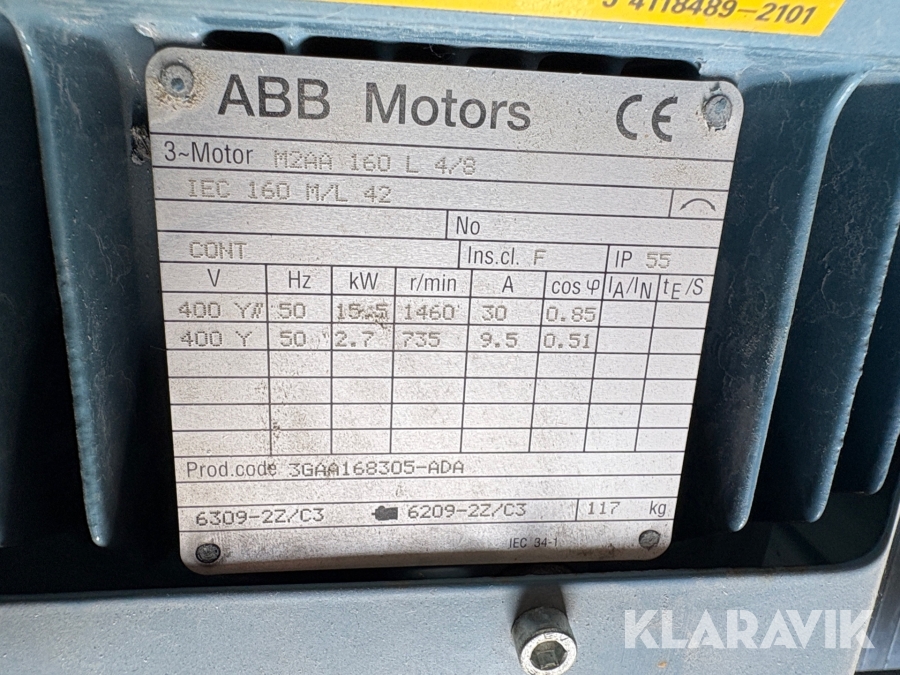 4118489-2101
ABB Motors CE
3~Motor M2AA 160 L 4/8
IEC 160 M/L 42
No
CONT Ins.cl. F IP 55
V Hz kW r/min A cos φ IA/IN tE/S
400 Y// 50 15.5 1460 30 0.85
400 Y 50 2.7 735 9.5 0.51
Prod.code 3GAA168305-ADA
6309-2Z/C3 6209-2Z/C3 117 kg
IEC 34-1
KLARAVIK